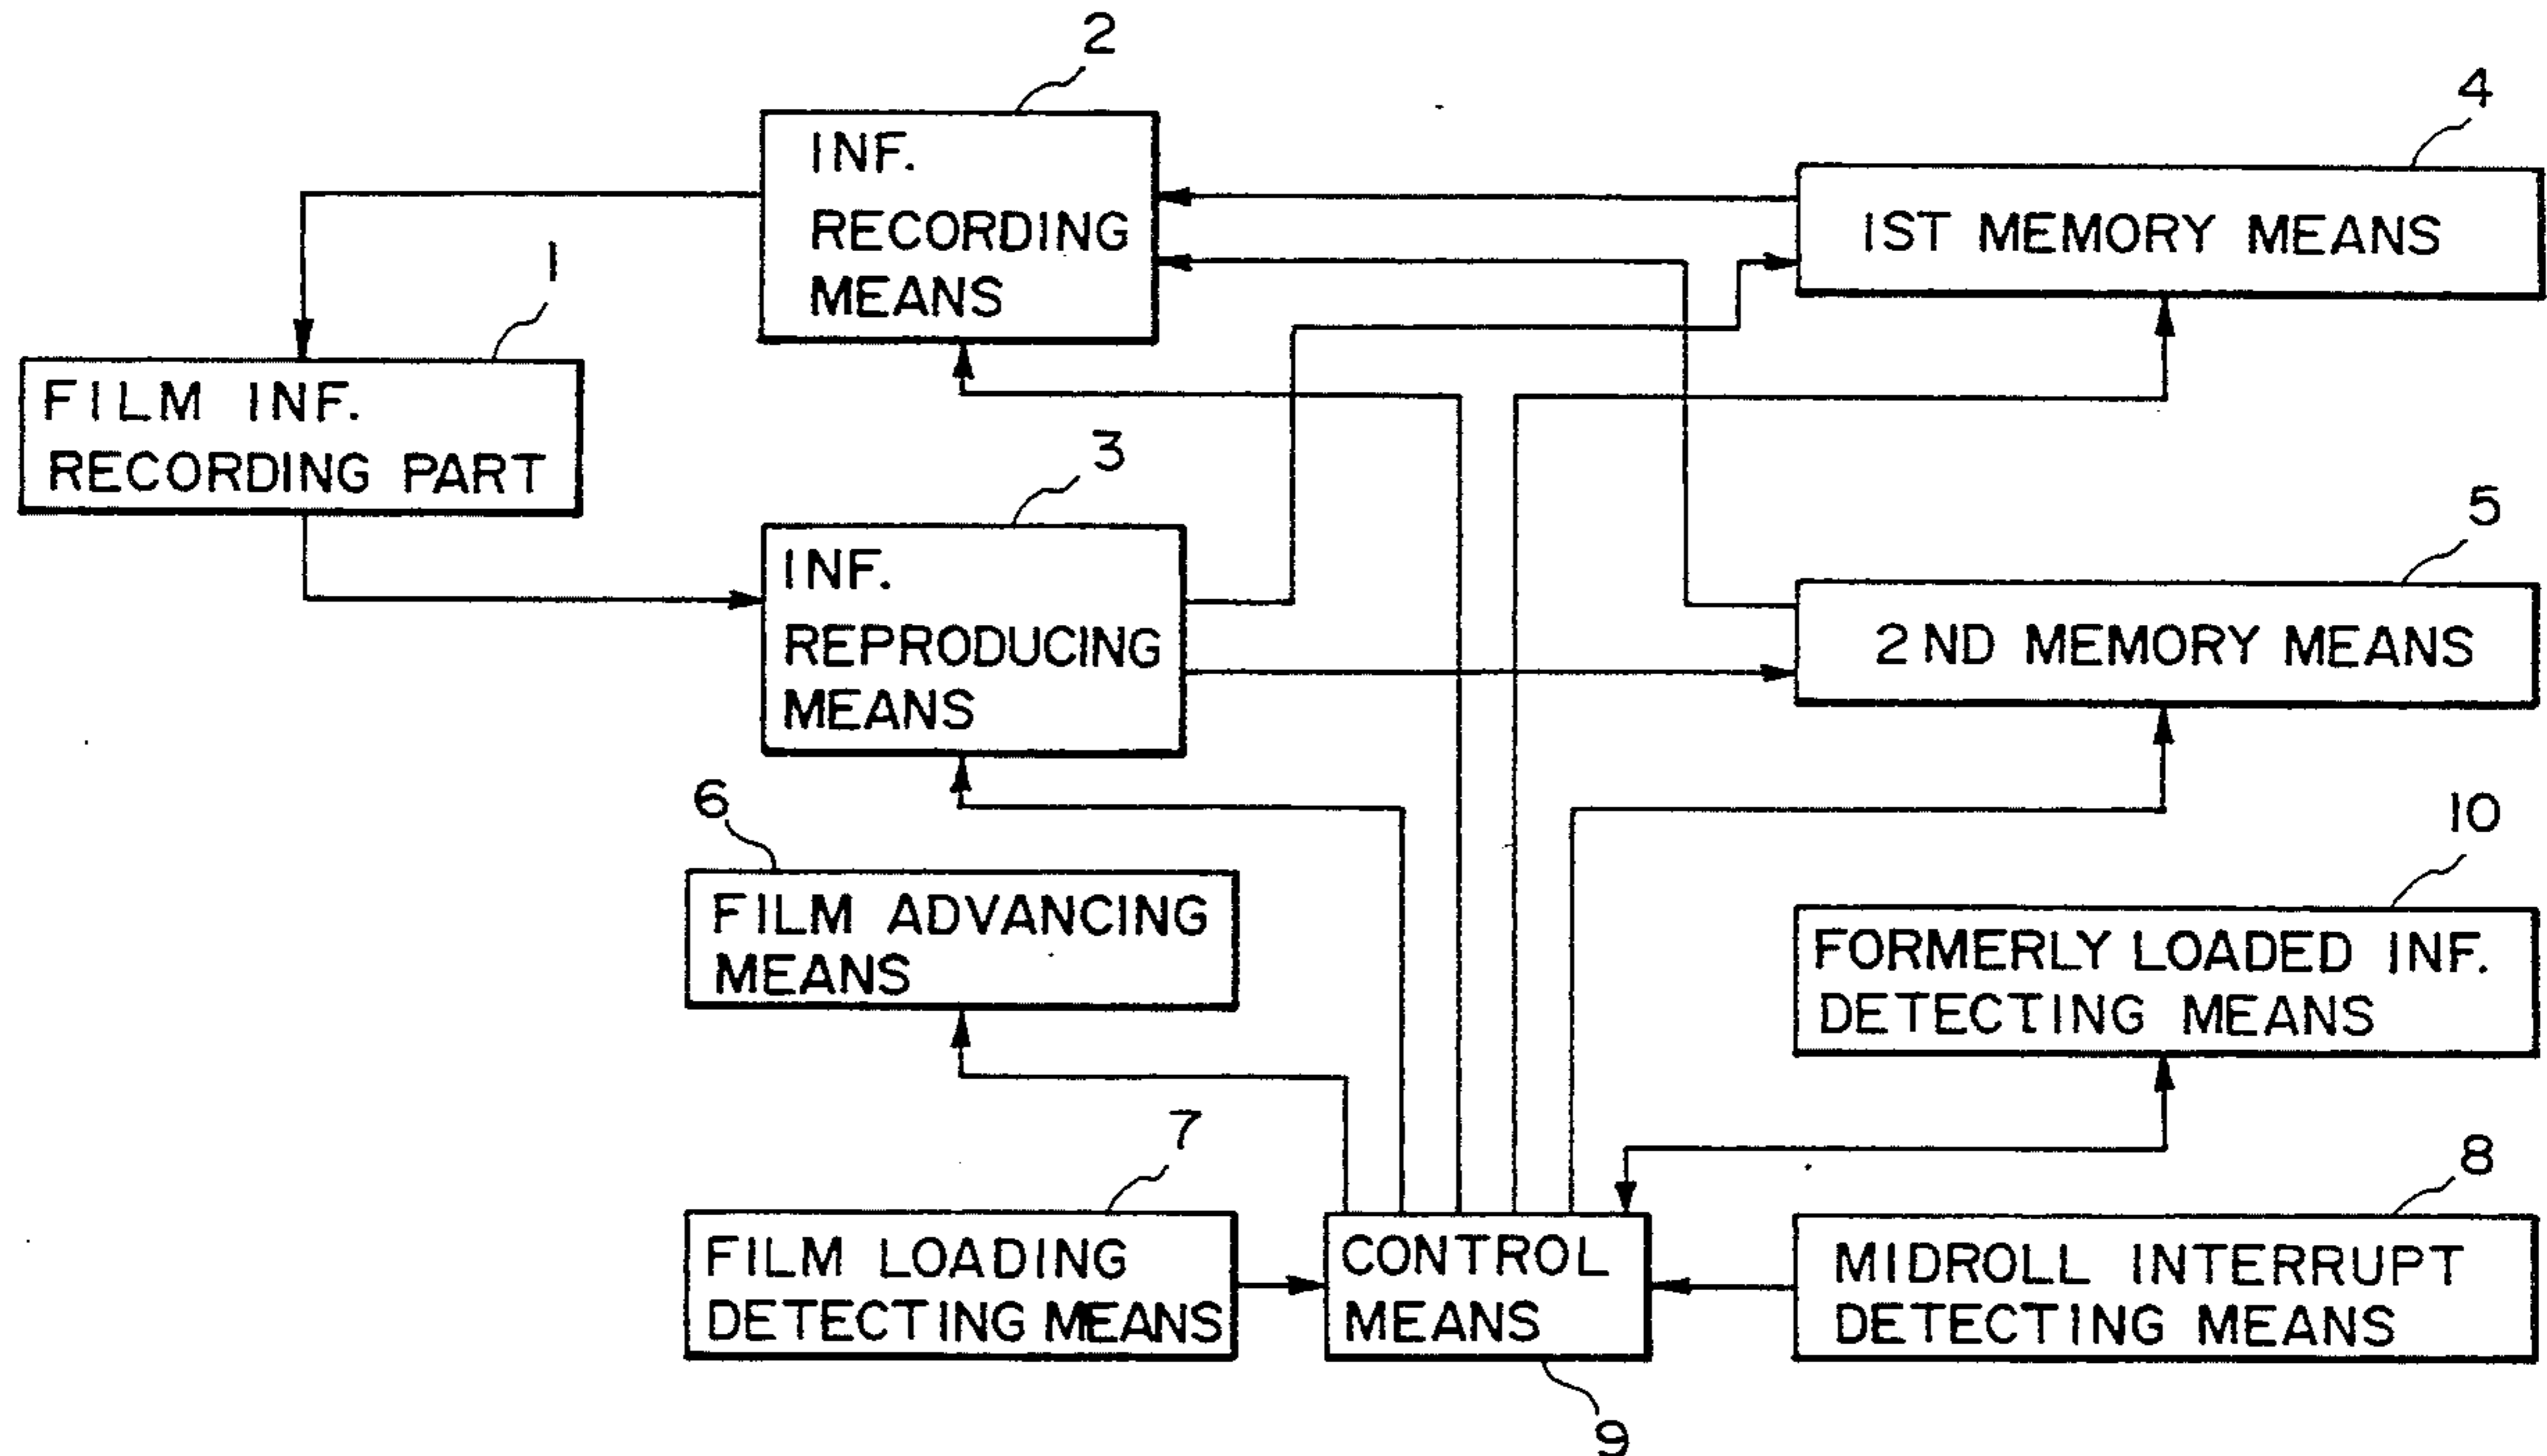 2
INF.
RECORDING
MEANS
4
1ST MEMORY MEANS
1
FILM INF.
RECORDING PART
3
INF.
REPRODUCING
MEANS
5
2ND MEMORY MEANS
6
FILM ADVANCING
MEANS
10
FORMERLY LOADED INF.
DETECTING MEANS
7
FILM LOADING
DETECTING MEANS
CONTROL
MEANS
9
8
MIDROLL INTERRUPT
DETECTING MEANS